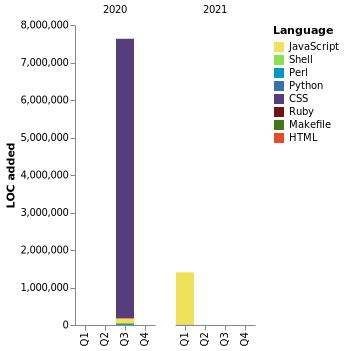 2020
2021
LOC added
8,000,000
7,000,000
6,000,000
5,000,000
4,000,000
3,000,000
2,000,000
1,000,000
0
Q1
Q2
Q3
Q4
Q1
Q2
Q3
Q4
Language
JavaScript
Shell
Perl
Python
CSS
Ruby
Makefile
HTML